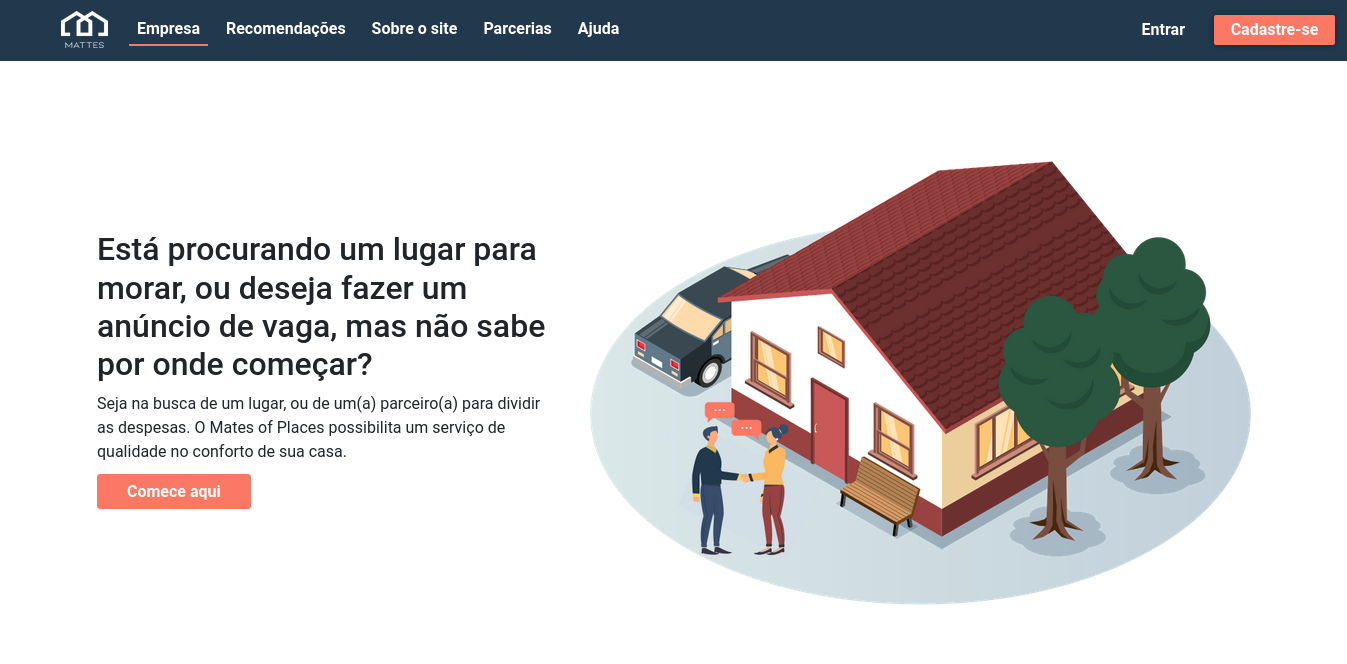 MATTES
Empresa Recomendações Sobre o site Parcerias Ajuda Entrar Cadastre-se
Está procurando um lugar para
morar, ou deseja fazer um
anúncio de vaga, mas não sabe
por onde começar?
Seja na busca de um lugar, ou de um(a) parceiro(a) para dividir
as despesas. O Mates of Places possibilita um serviço de
qualidade no conforto de sua casa.
Comece aqui